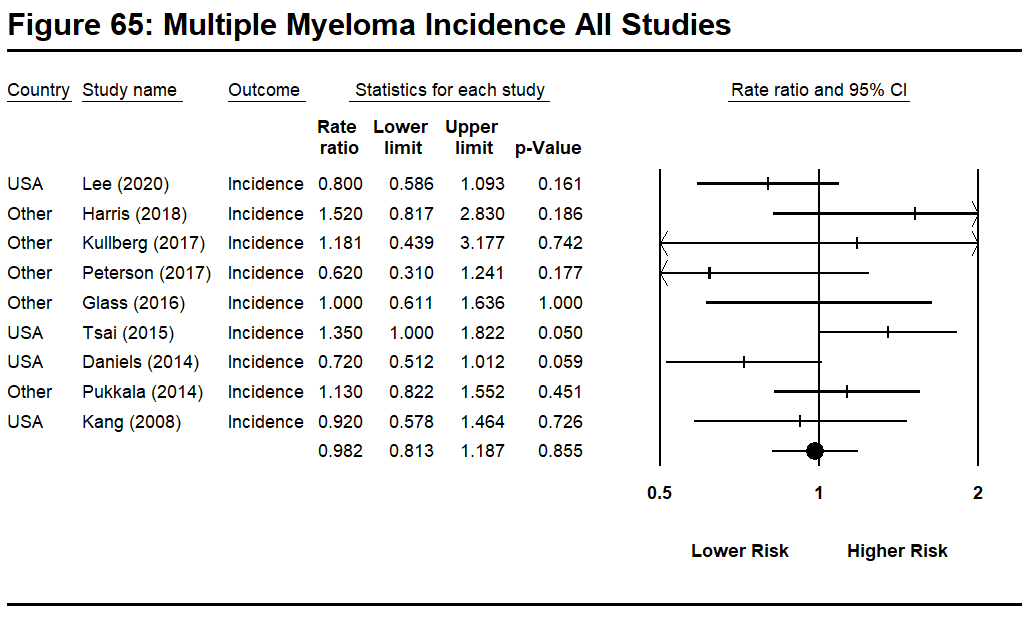 Figure 65: Multiple Myeloma Incidence All Studies
Country Study name Outcome Statistics for each study Rate ratio and 95% CI
Rate Lower Upper
ratio limit limit p-Value
USA Lee (2020) Incidence 0.800 0.586 1.093 0.161
Other Harris (2018) Incidence 1.520 0.817 2.830 0.186
Other Kullberg (2017) Incidence 1.181 0.439 3.177 0.742
Other Peterson (2017) Incidence 0.620 0.310 1.241 0.177
Other Glass (2016) Incidence 1.000 0.611 1.636 1.000
USA Tsai (2015) Incidence 1.350 1.000 1.822 0.050
USA Daniels (2014) Incidence 0.720 0.512 1.012 0.059
Other Pukkala (2014) Incidence 1.130 0.822 1.552 0.451
USA Kang (2008) Incidence 0.920 0.578 1.464 0.726
0.982 0.813 1.187 0.855
0.5 1 2
Lower Risk Higher Risk